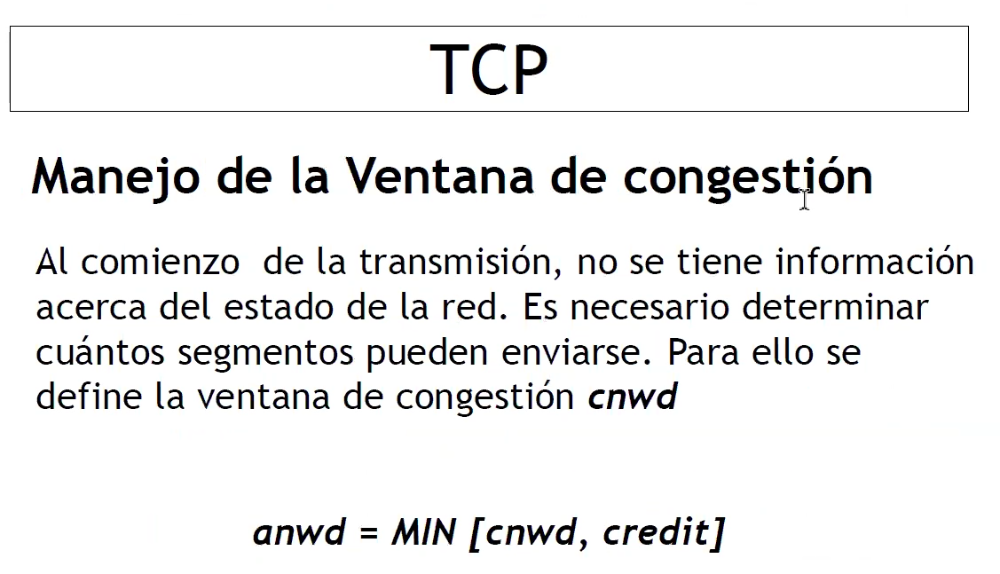 TCP
Manejo de la Ventana de congestión
Al comienzo  de la transmisión, no se tiene información
acerca del estado de la red. Es necesario determinar
cuántos segmentos pueden enviarse. Para ello se
define la ventana de congestión cnwd
anwd = MIN [cnwd, credit]